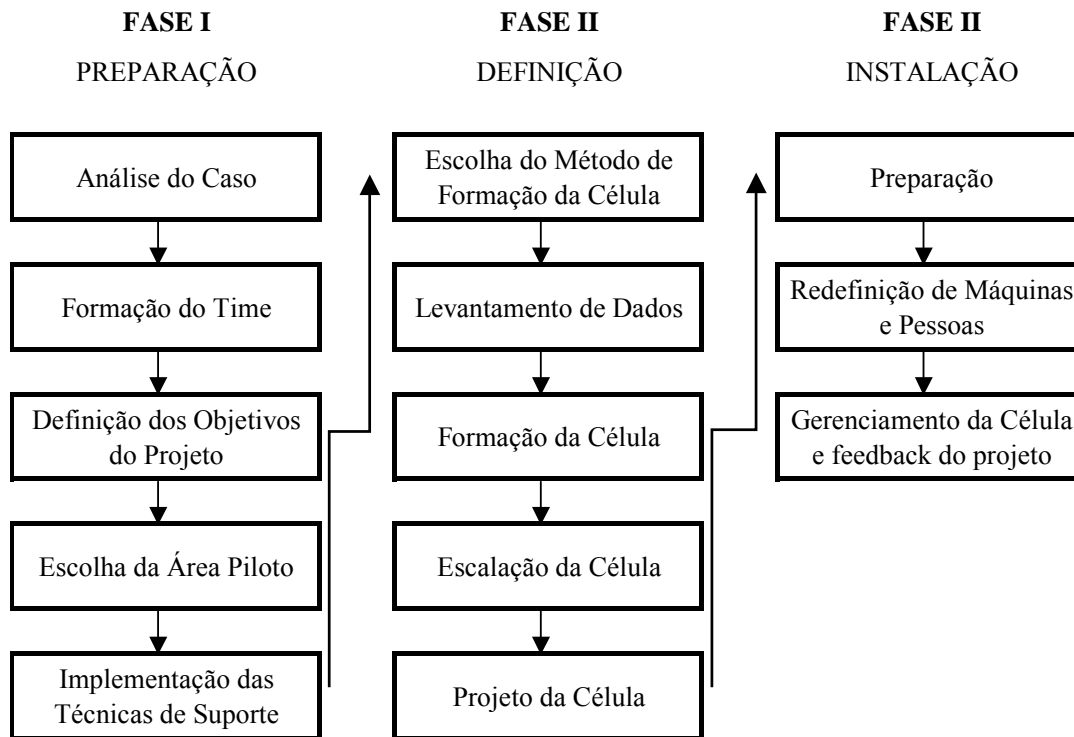 FASE I
PREPARAÇÃO
Análise do Caso
Formação do Time
Definição dos Objetivos
do Projeto
Escolha da Área Piloto
Implementação das
Técnicas de Suporte
FASE II
DEFINIÇÃO
Escolha do Método de
Formação da Célula
Levantamento de Dados
Formação da Célula
Escalação da Célula
Projeto da Célula
FASE II
INSTALAÇÃO
Preparação
Redefinição de Máquinas
e Pessoas
Gerenciamento da Célula
e feedback do projeto